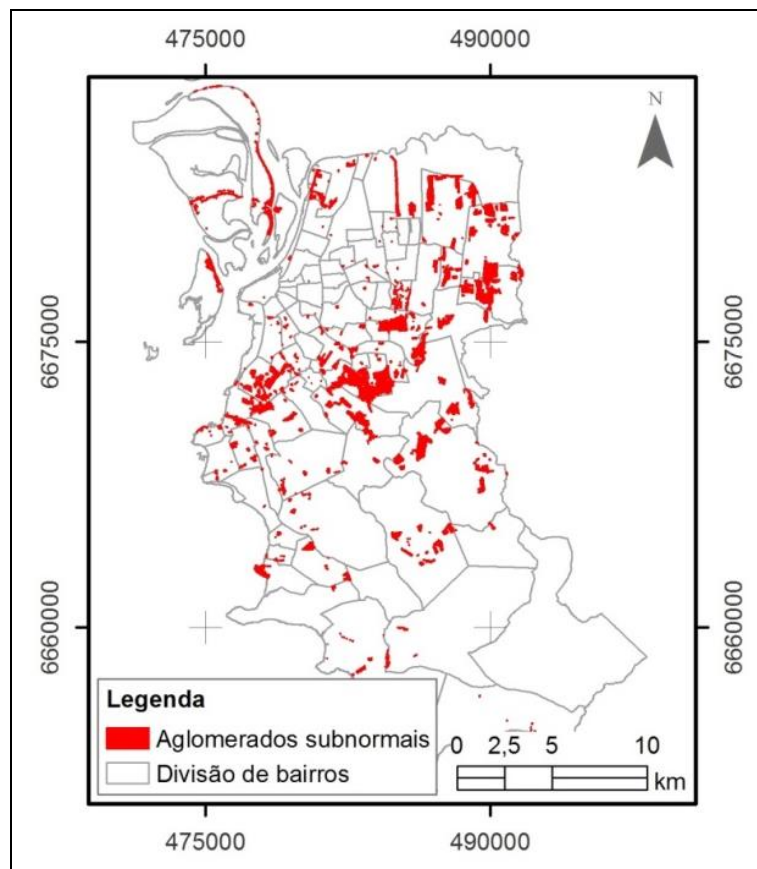 475000 490000
N
6675000 6675000
6660000 6660000
Legenda
Aglomerados subnormais
Divisão de bairros
0 2,5 5 10
km
475000 490000